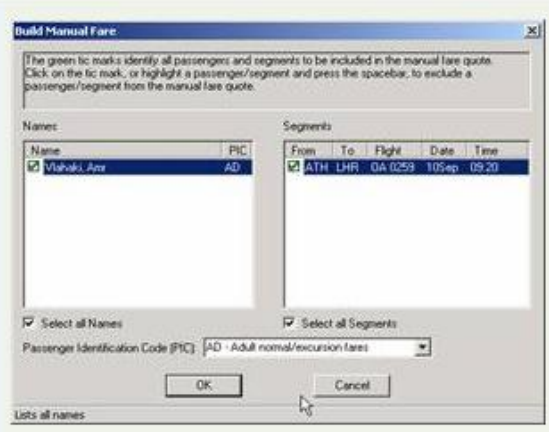 Build Manual Fare
The green tic marks identify all passengers and segments to be included in the manual fare quote.
Click on the tic mark, or highlight a passenger/segment and press the spacebar, to exclude a
passenger/segment from the manual fare quote.
Names Segments
Name PIC From To Flight Date Time
Vlahaki, Amr AD ATH LHR OA 0259 10Sep 09:20
Select all Names Select all Segments
Passenger Identification Code (PIC): AD - Adult normal/excursion fares
OK Cancel
Lists all names